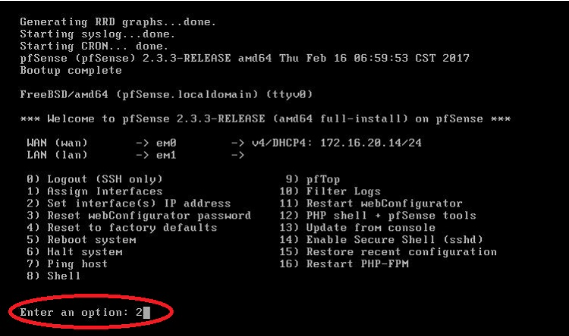 Generating RRD graphs...done.
Starting syslog...done.
Starting CRON... done.
pfSense (pfSense) 2.3.3-RELEASE amd64 Thu Feb 16 06:59:53 CST 2017
Bootup complete
FreeBSD/amd64 (pfSense.localdomain) (ttyv0)
*** Welcome to pfSense 2.3.3-RELEASE (amd64 full-install) on pfSense ***
WAN (wan) -> em0 -> v4/DHCP4: 172.16.20.14/24
LAN (lan) -> em1 ->
0) Logout (SSH only) 9) pfTop
1) Assign Interfaces 10) Filter Logs
2) Set interface(s) IP address 11) Restart webConfigurator
3) Reset webConfigurator password 12) PHP shell + pfSense tools
4) Reset to factory defaults 13) Update from console
5) Reboot system 14) Enable Secure Shell (sshd)
6) Halt system 15) Restore recent configuration
7) Ping host 16) Restart PHP-FPM
8) Shell
Enter an option: 2